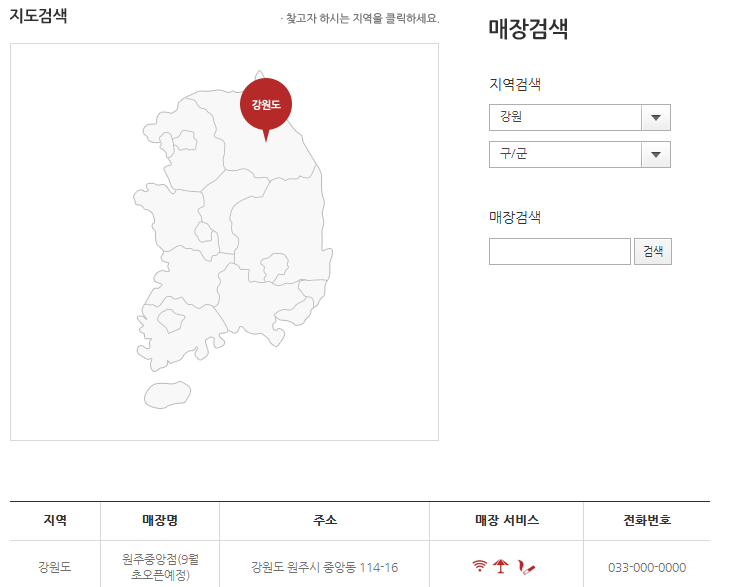 지도검색
· 찾고자 하시는 지역을 클릭하세요.
강원도
매장검색
지역검색
강원
구/군
매장검색
검색
지역 매장명 주소 매장 서비스 전화번호
강원도 원주중앙점(9월 초오픈예정) 강원도 원주시 중앙동 114-16 033-000-0000